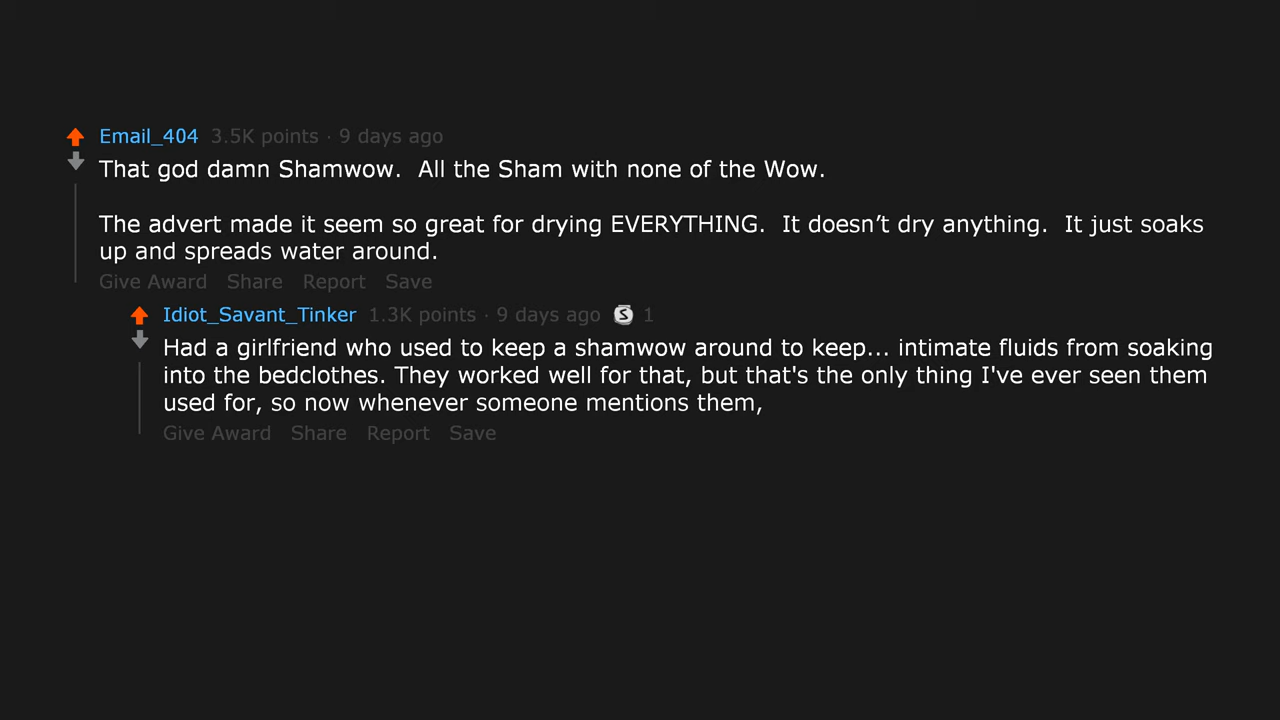 Email_404 3.5K points · 9 days ago
That god damn Shamwow.  All the Sham with none of the Wow.
The advert made it seem so great for drying EVERYTHING.  It doesn’t dry anything.  It just soaks
up and spreads water around.
Give Award Share Report Save
Idiot_Savant_Tinker 1.3K points · 9 days ago S 1
Had a girlfriend who used to keep a shamwow around to keep... intimate fluids from soaking
into the bedclothes. They worked well for that, but that's the only thing I've ever seen them
used for, so now whenever someone mentions them,
Give Award Share Report Save